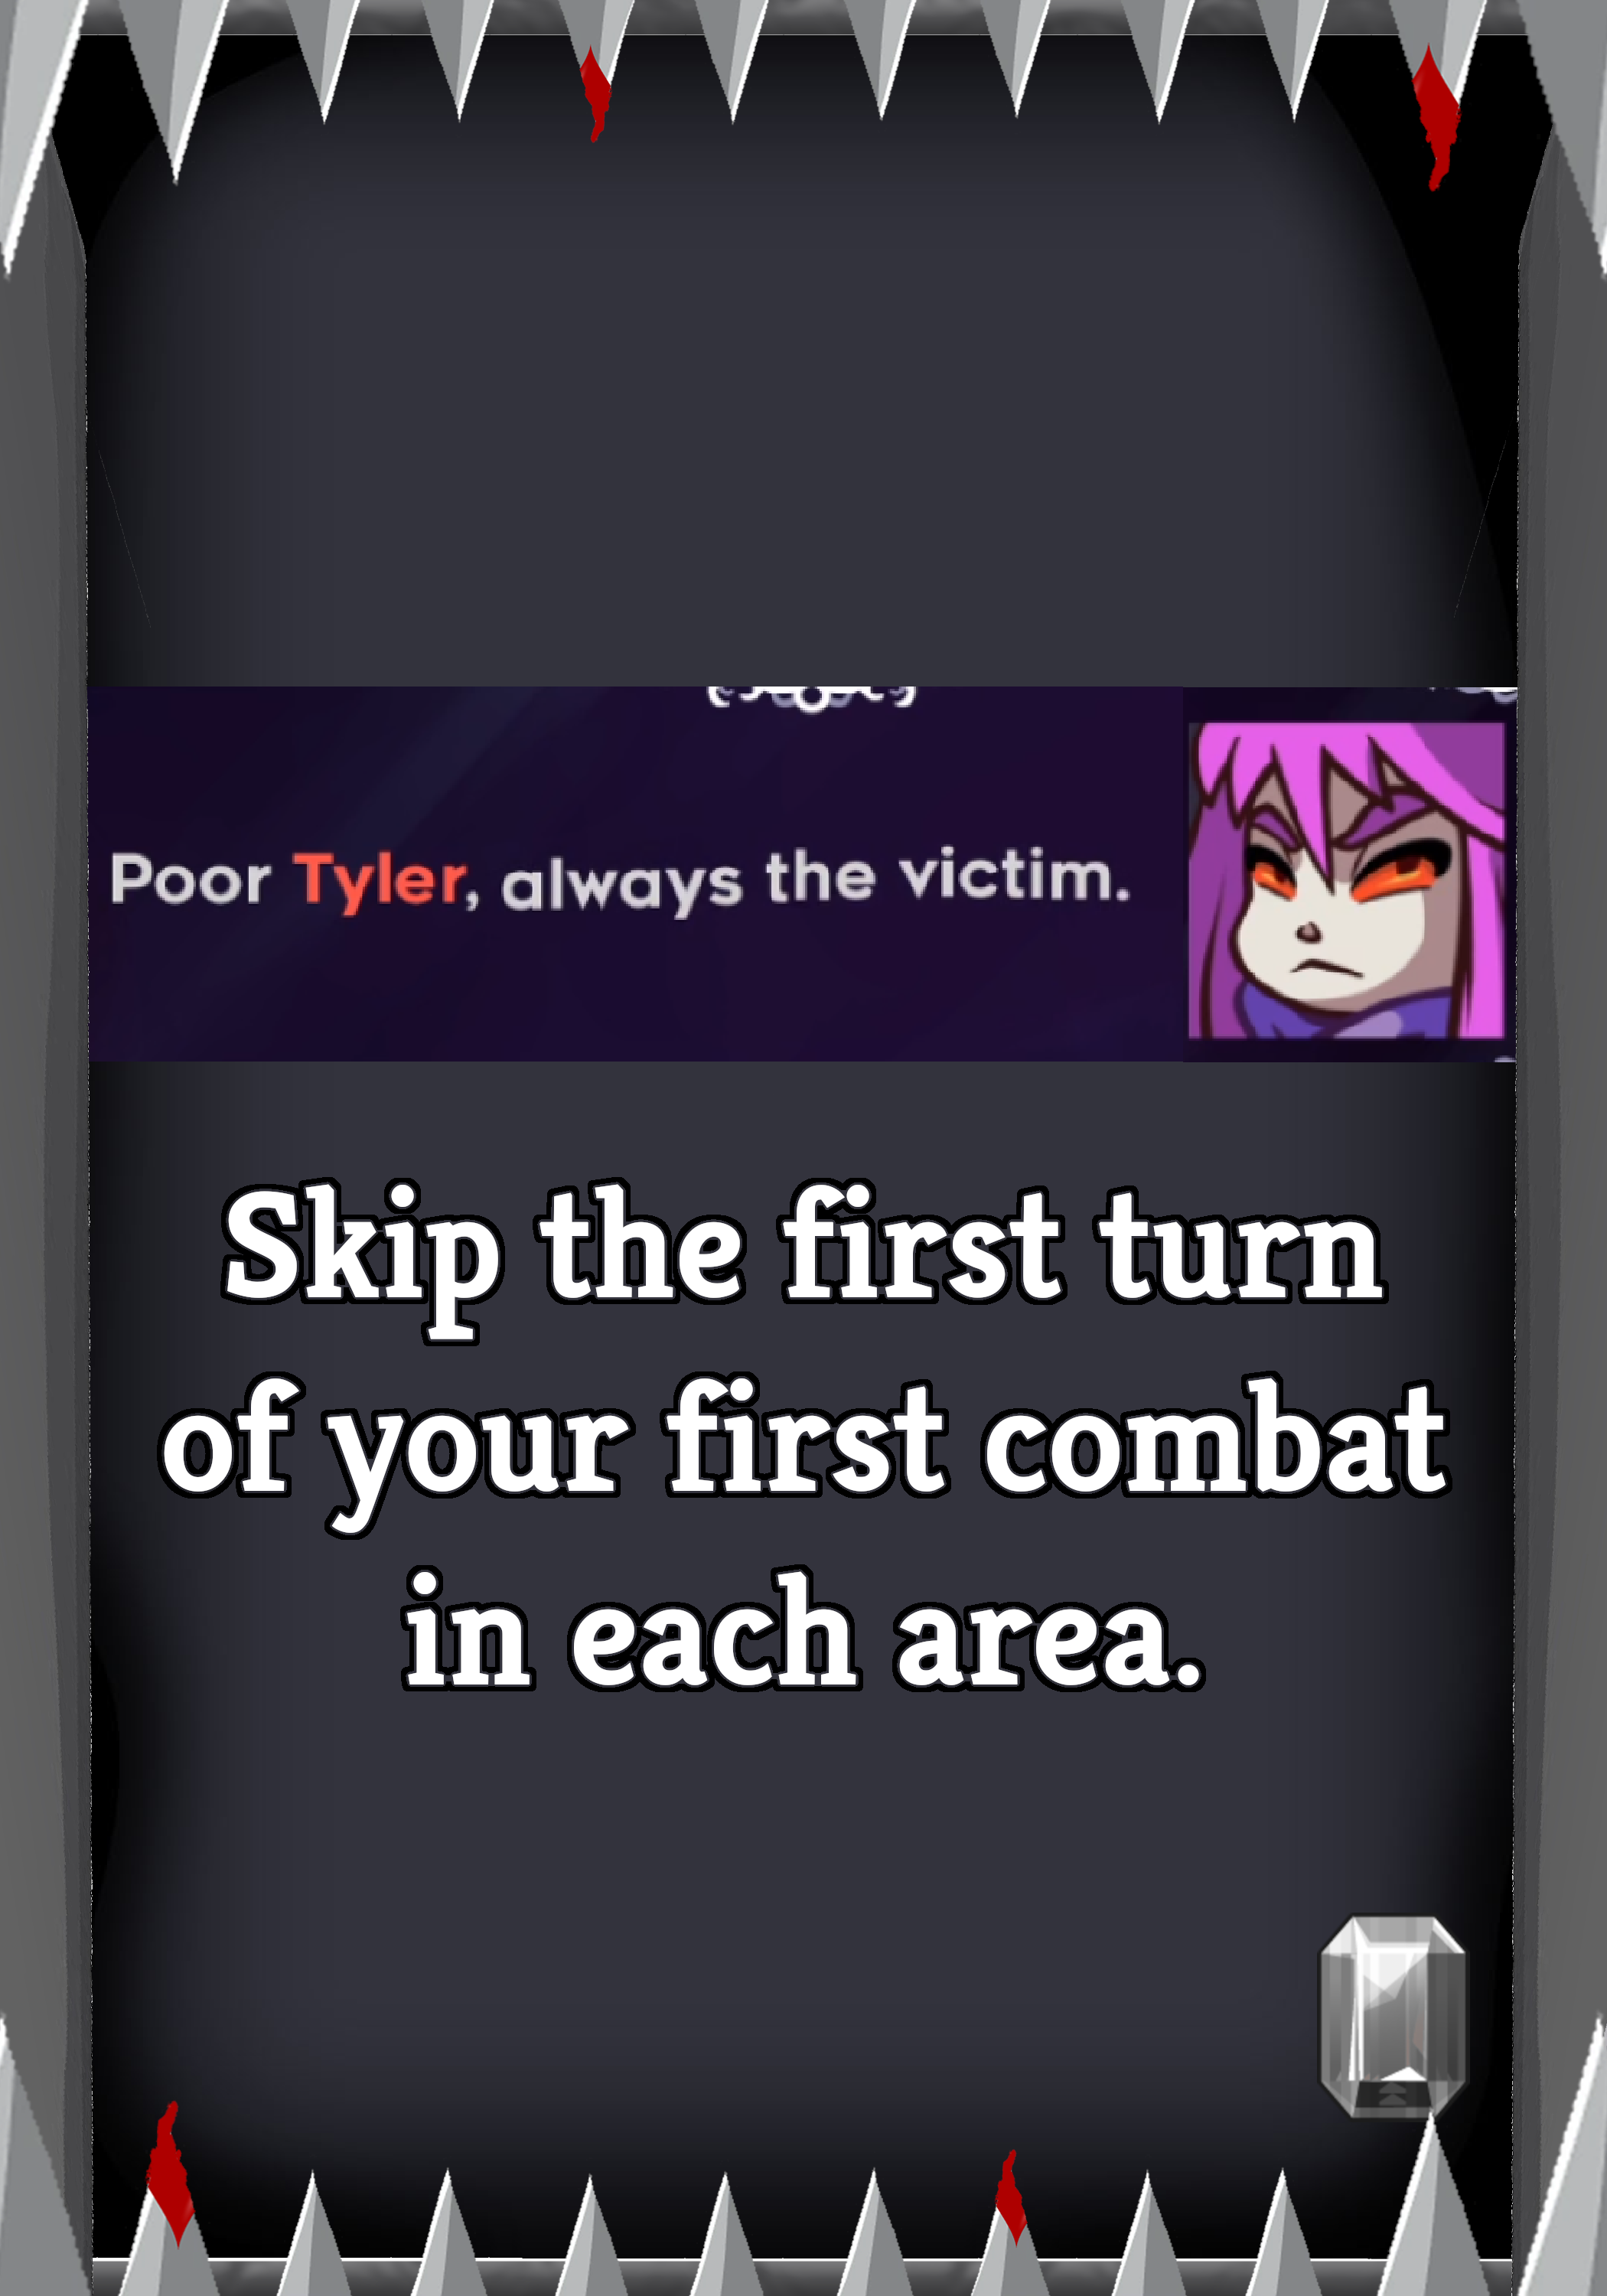 Poor Tyler, always the victim.
Skip the first turn
of your first combat
in each area.